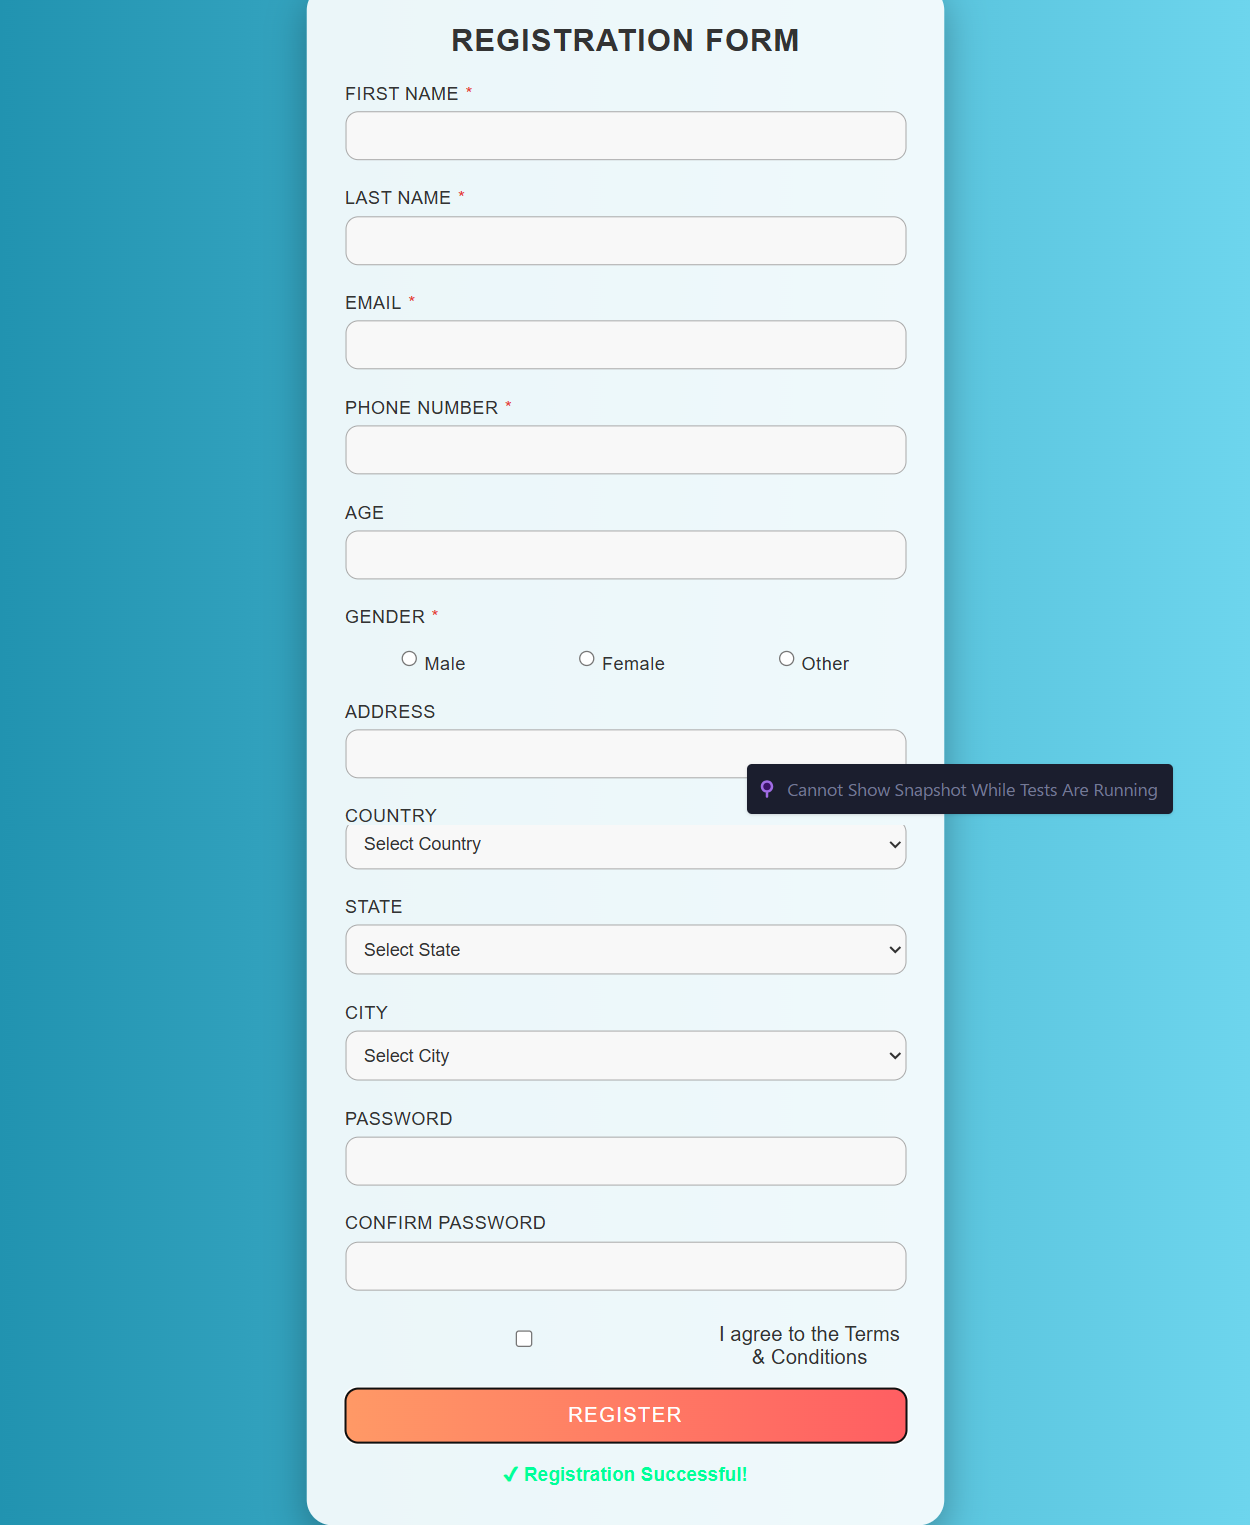 REGISTRATION FORM
FIRST NAME *
LAST NAME *
EMAIL *
PHONE NUMBER *
AGE
GENDER *
Male Female Other
ADDRESS
Cannot Show Snapshot While Tests Are Running
COUNTRY
Select Country
STATE
Select State
CITY
Select City
PASSWORD
CONFIRM PASSWORD
I agree to the Terms
& Conditions
REGISTER
✔ Registration Successful!